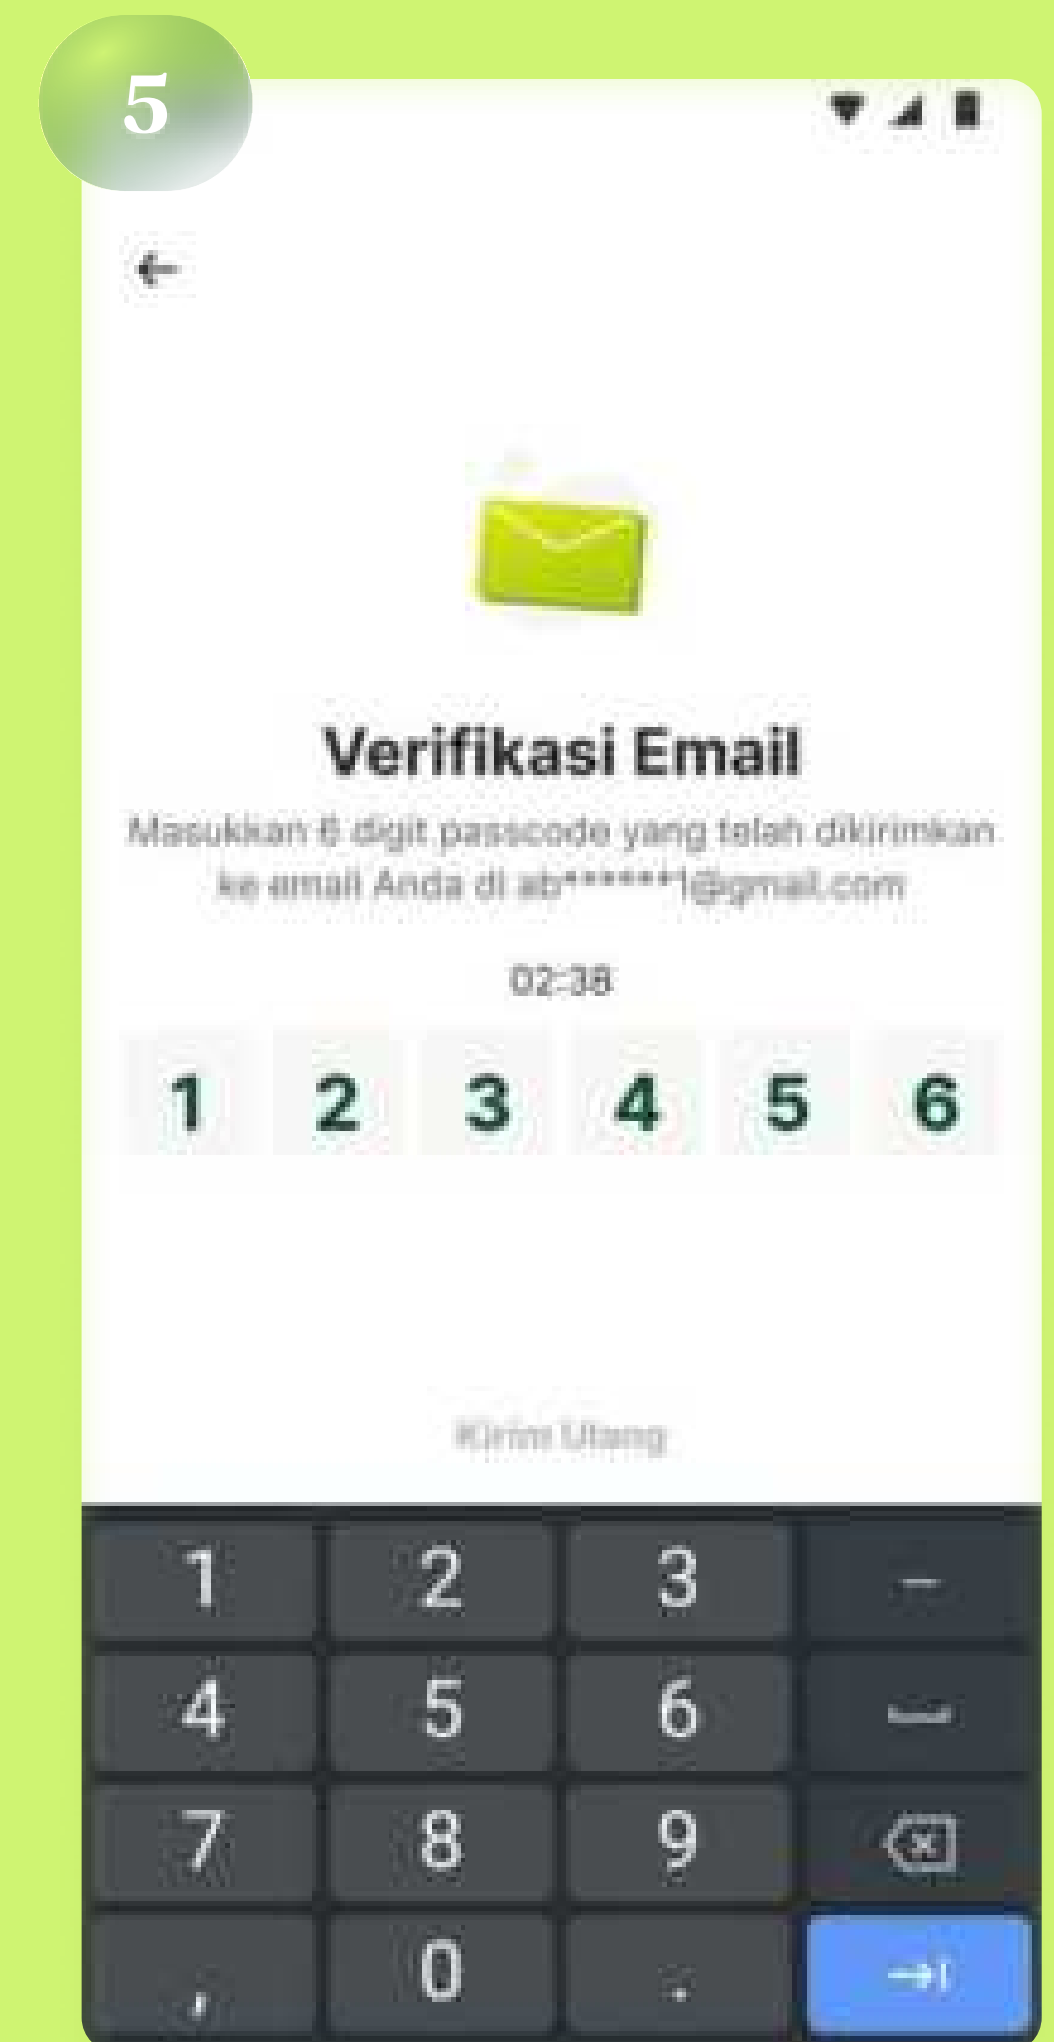 5
Verifikasi Email
Masukkan 6 digit passcode yang telah dikirimkan
ke email Anda di ab******1@gmail.com
02:38
1 2 3 4 5 6
Kirim Ulang
1 2 3 -
4 5 6
7 8 9
, 0 .